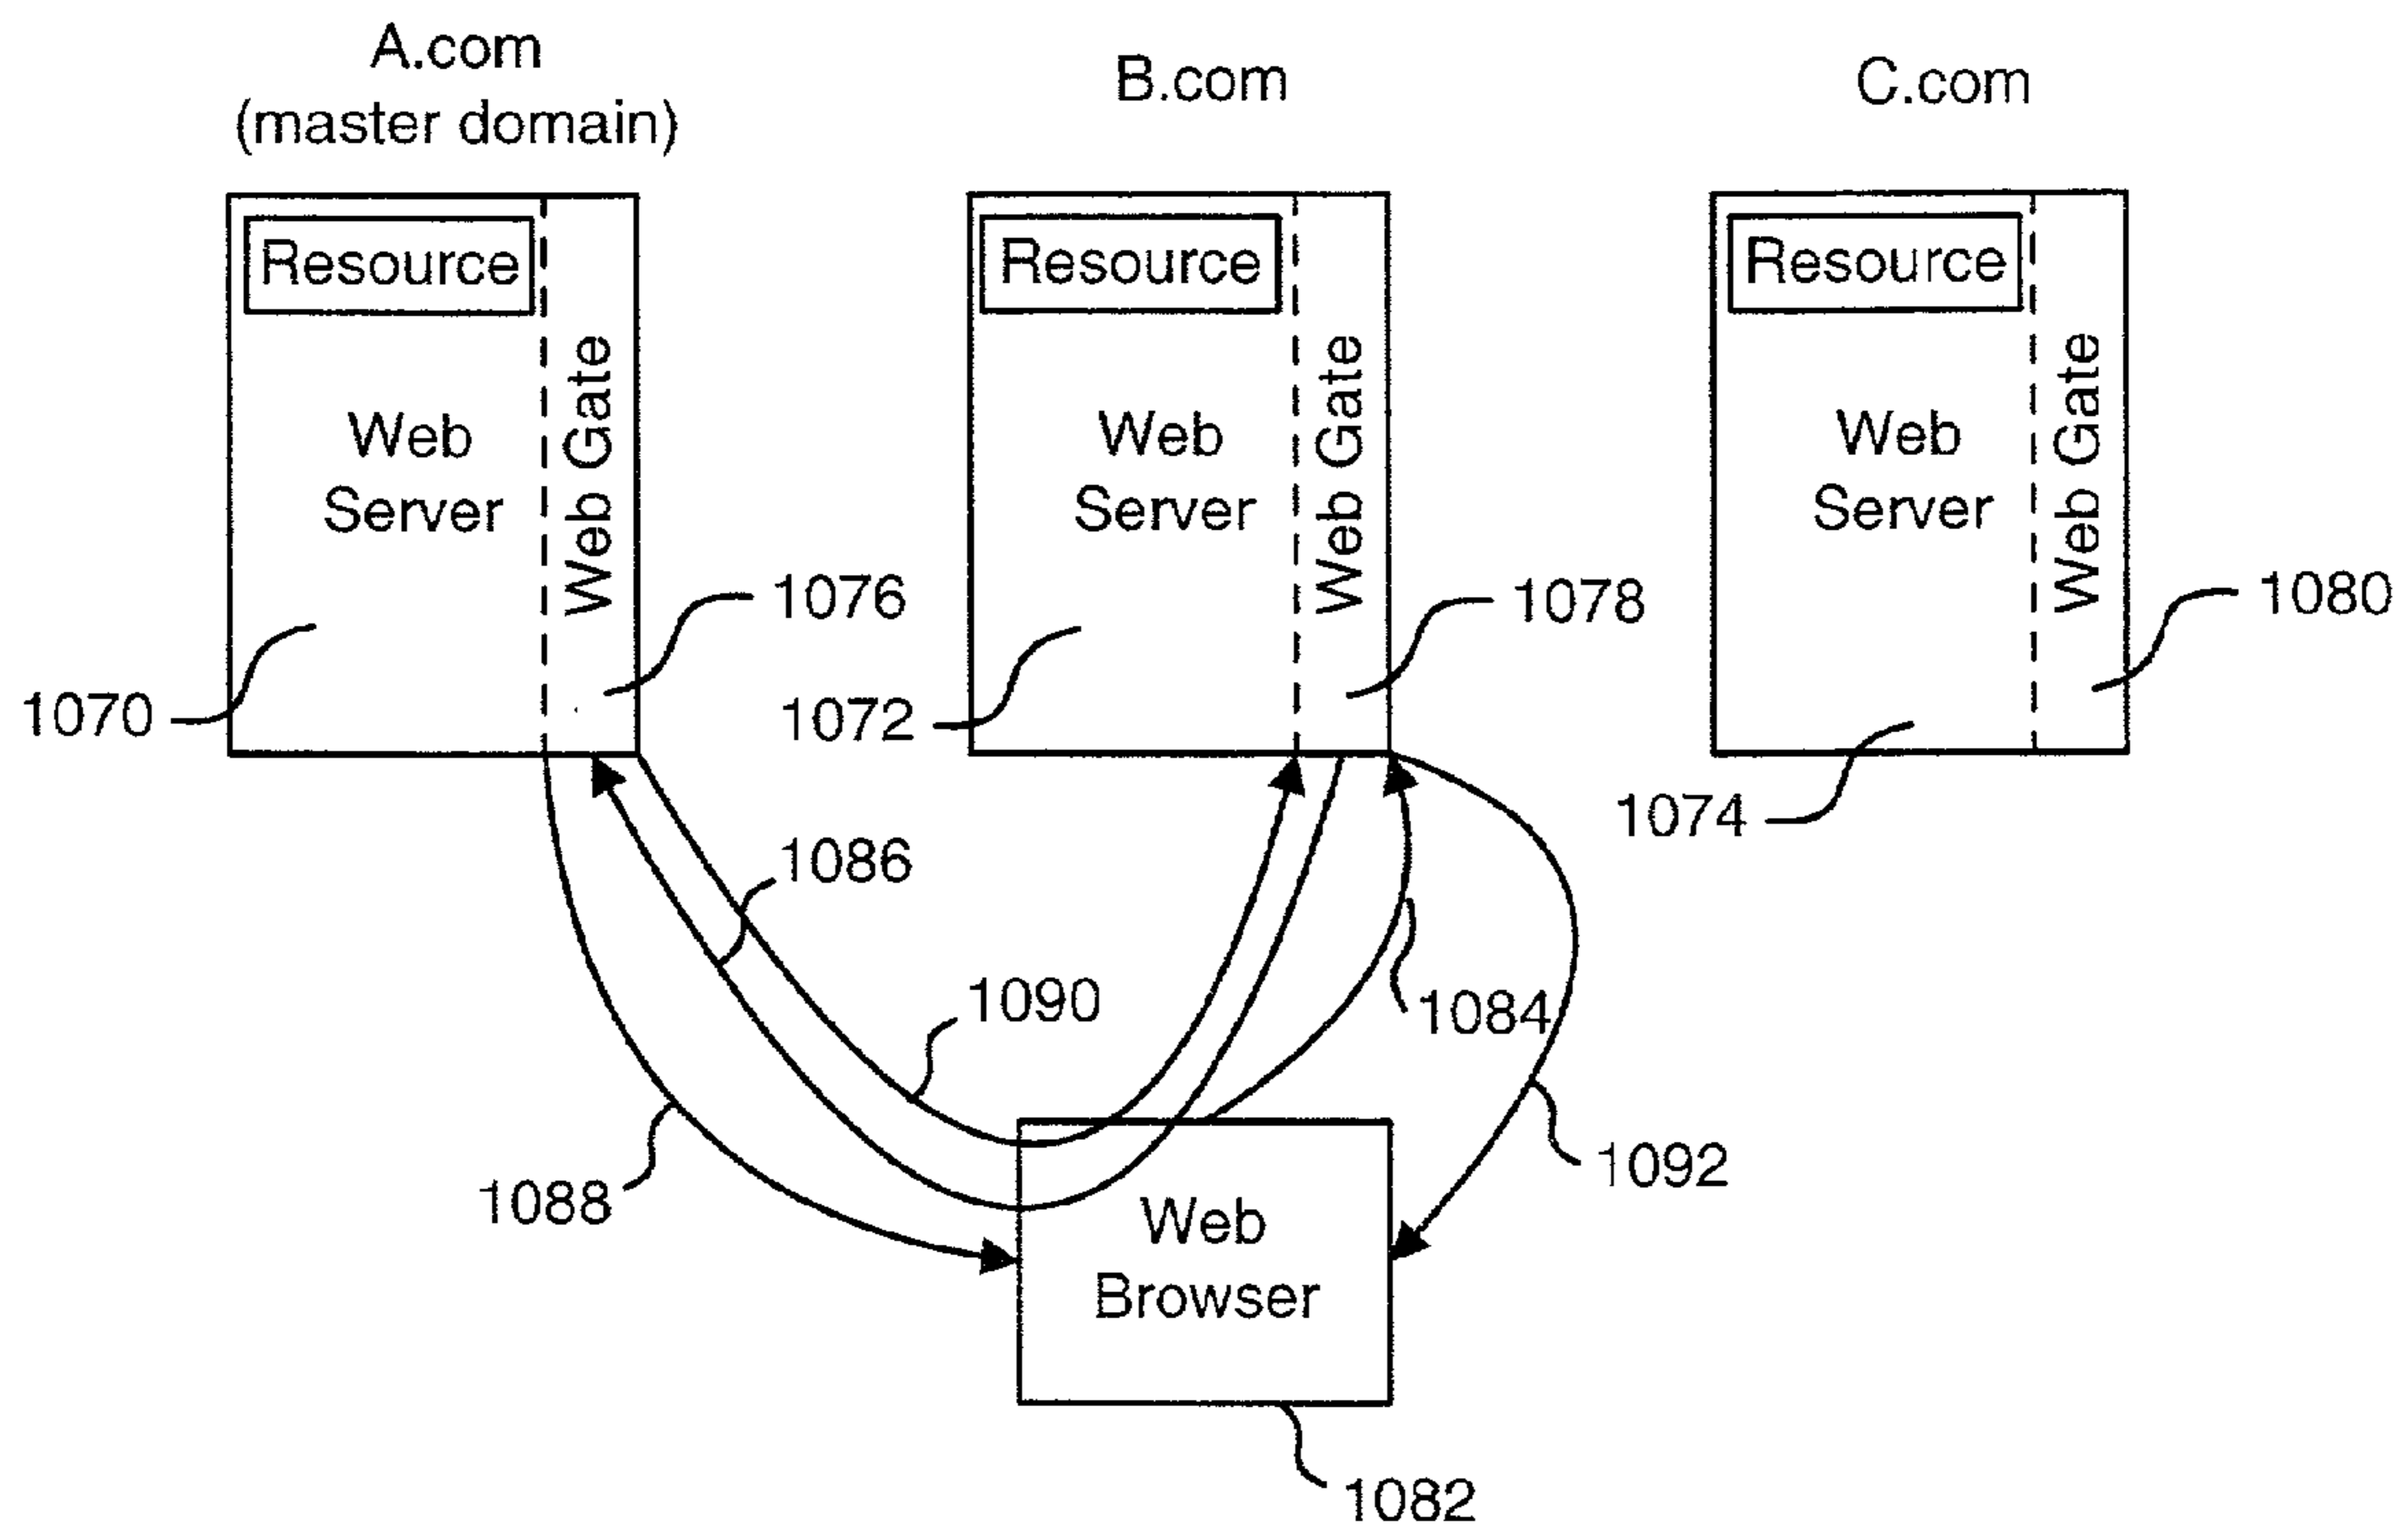 A.com
(master domain)
B.com
C.com
Resource
Web
Server
Web Gate
1070
1076
Resource
Web
Server
Web Gate
1072
1078
Resource
Web
Server
Web Gate
1074
1080
1086
1090
1084
1088
1092
Web
Browser
1082